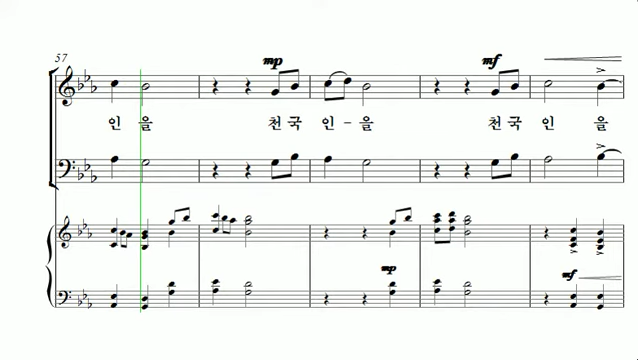 57
mp mf
인 을 천 국 인 - 을 천 국 인 을
mp
mf